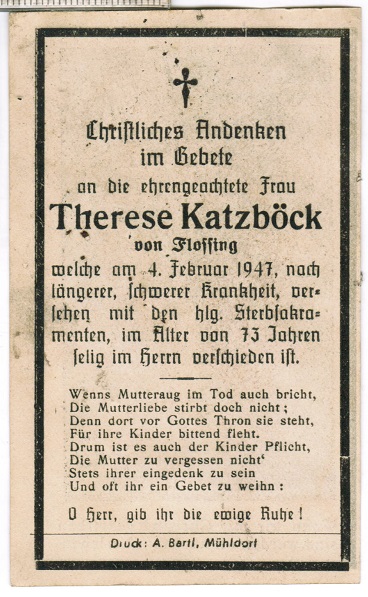 Christliches Andenken
im Gebete
an die ehrengeachtete Frau
Therese Katzböck
von Flossing
welche am 4. Februar 1947, nach
längerer, schwerer Krankheit, ver-
sehen mit den hlg. Sterbsakra-
menten, im Alter von 73 Jahren
selig im Herrn verschieden ist.
Wenns Mutteraug im Tod auch bricht,
Die Mutterliebe stirbt doch nicht;
Denn dort vor Gottes Thron sie steht,
Für ihre Kinder bittend fleht.
Drum ist es auch der Kinder Pflicht,
Die Mutter zu vergessen nicht'
Stets ihrer eingedenk zu sein
Und oft ihr ein Gebet zu weihn:
O Herr, gib ihr die ewige Ruhe!
Druck: A. Bartl, Mühldorf